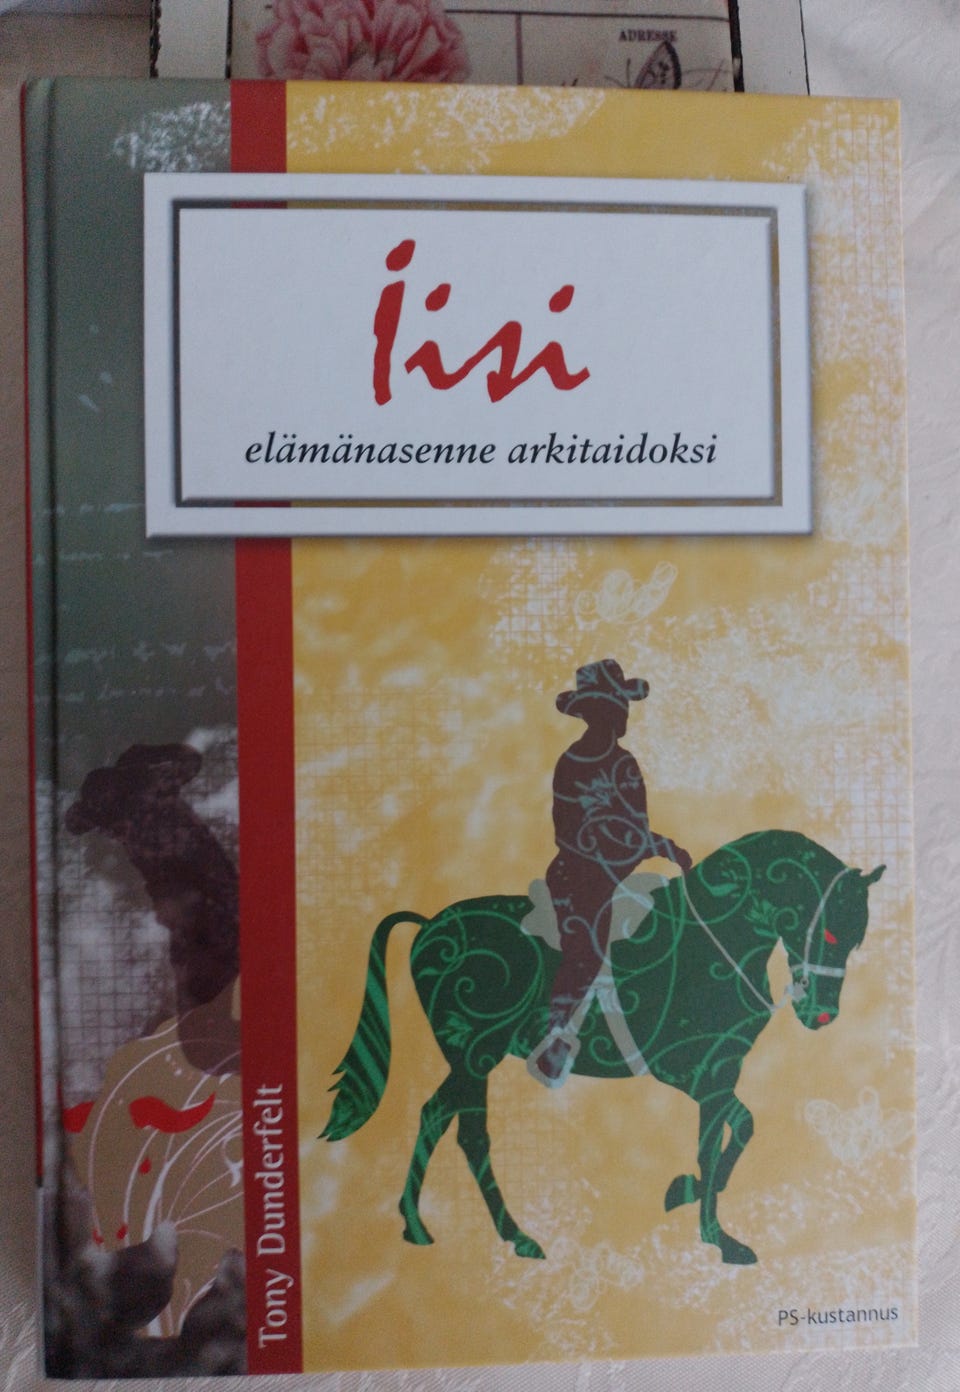 ADRESSE
Iisi
elämänasenne arkitaidoksi
Tony Dunderfelt
PS-kustannus